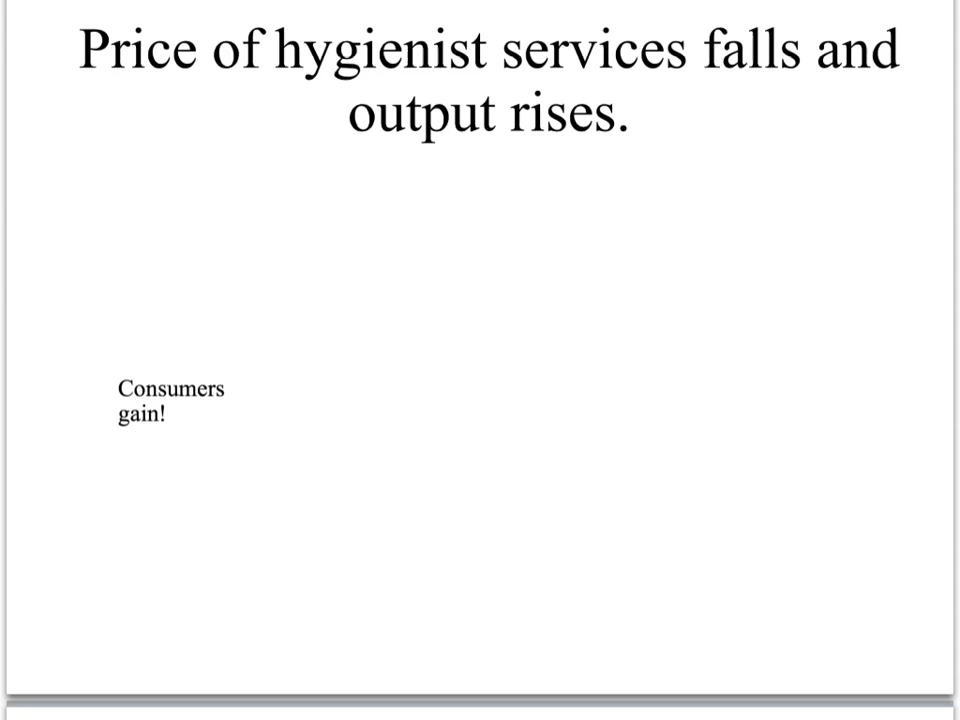 Price of hygienist services falls and
output rises.
Consumers
gain!